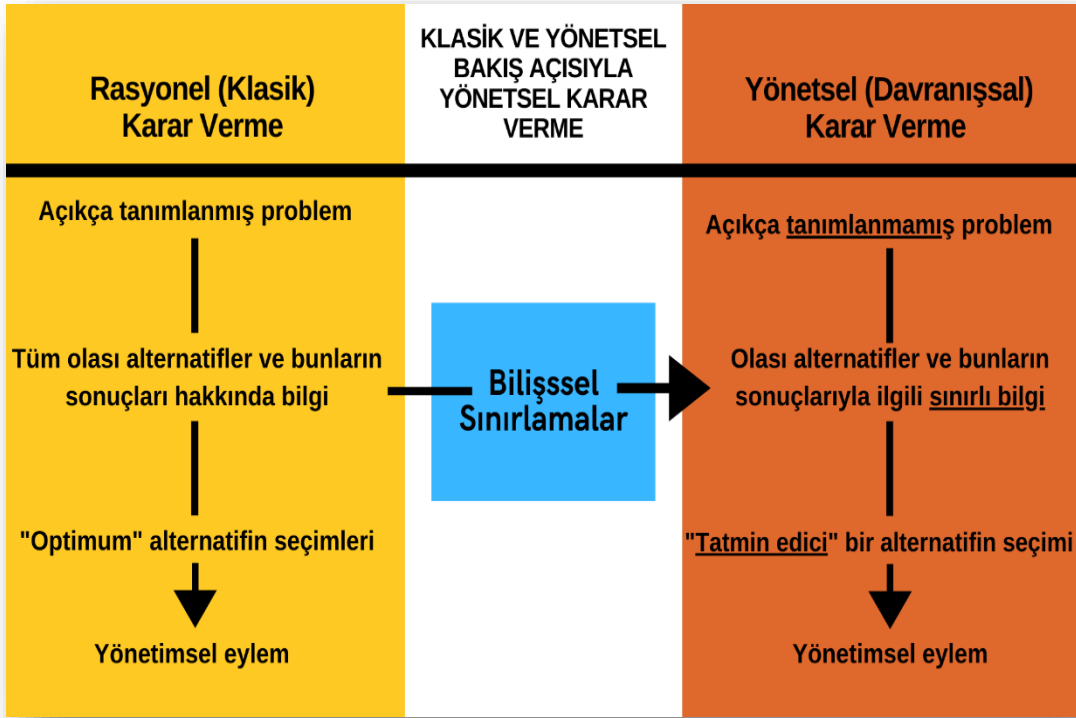 Rasyonel (Klasik)
Karar Verme
KLASİK VE YÖNETSEL
BAKIŞ AÇISIYLA
YÖNETSEL KARAR
VERME
Yönetsel (Davranışsal)
Karar Verme
Açıkça tanımlanmış problem
Tüm olası alternatifler ve bunların
sonuçları hakkında bilgi
"Optimum" alternatifin seçimleri
Yönetimsel eylem
Bilişssel
Sınırlamalar
Açıkça tanımlanmamış problem
Olası alternatifler ve bunların
sonuçlarıyla ilgili sınırlı bilgi
"Tatmin edici" bir alternatifin seçimi
Yönetimsel eylem